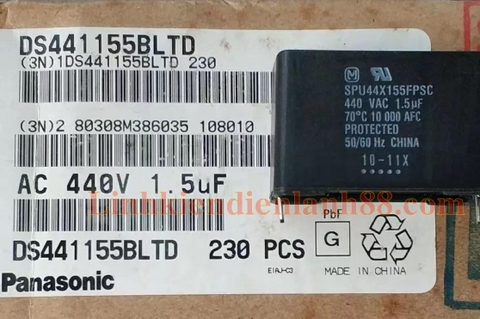 DS441155BLTD
(3N)1DS441155BLTD 230
(3N)2 80308M386035 108010
AC 440V 1.5uF
DS441155BLTD 230 PCS
Panasonic
PbF
G
EIAJ-C3
MADE IN CHINA
M
SPU44X155FPSC
440 VAC 1.5µF
70°C 10 000 AFC
PROTECTED
50/60 Hz CHINA
10-11X
Linhkiendienlanh88.com